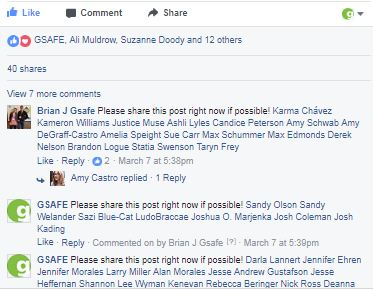 Like Comment Share
GSAFE, Ali Muldrow, Suzanne Doody and 12 others
40 shares
View 7 more comments
Brian J Gsafe Please share this post right now if possible! Karma Chávez
Kameron Williams Justice Muse Ashli Lyles Candice Peterson Amy Schwab Amy
DeGraff-Castro Amelia Speight Sue Carr Max Schummer Max Edmonds Derek
Nelson Brandon Logue Statia Swenson Taryn Frey
Like · Reply · 2 · March 7 at 5:38pm
Amy Castro replied · 1 Reply
GSAFE Please share this post right now if possible! Sandy Olson Sandy
Welander Sazi Blue-Cat LudoBraccae Joshua O. Marjenka Josh Coleman Josh
Kading
Like · Reply · Commented on by Brian J Gsafe [?] · March 7 at 5:39pm
GSAFE Please share this post right now if possible! Darla Lannert Jennifer Ehren
Jennifer Morales Larry Miller Alan Morales Jesse Andrew Gustafson Jesse
Heffernan Shannon Lee Wyman Kenevan Rebecca Beringer Nick Ross Deanna